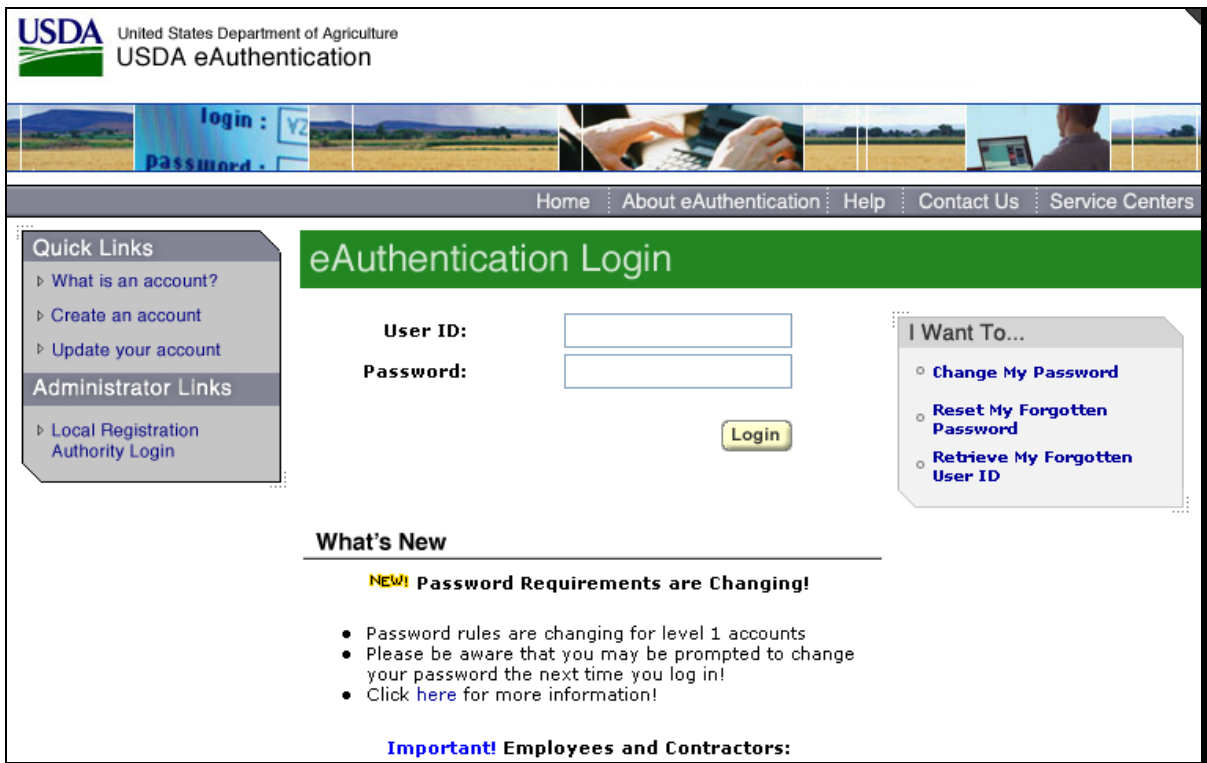 USDA
United States Department of Agriculture
USDA eAuthentication
login :
password :
Home
About eAuthentication
Help
Contact Us
Service Centers
Quick Links
What is an account?
Create an account
Update your account
Administrator Links
Local Registration
Authority Login
eAuthentication Login
User ID:
Password:
Login
I Want To...
Change My Password
Reset My Forgotten
Password
Retrieve My Forgotten
User ID
What's New
NEW! Password Requirements are Changing!
Password rules are changing for level 1 accounts
Please be aware that you may be prompted to change
your password the next time you log in!
Click here for more information!
Important! Employees and Contractors: